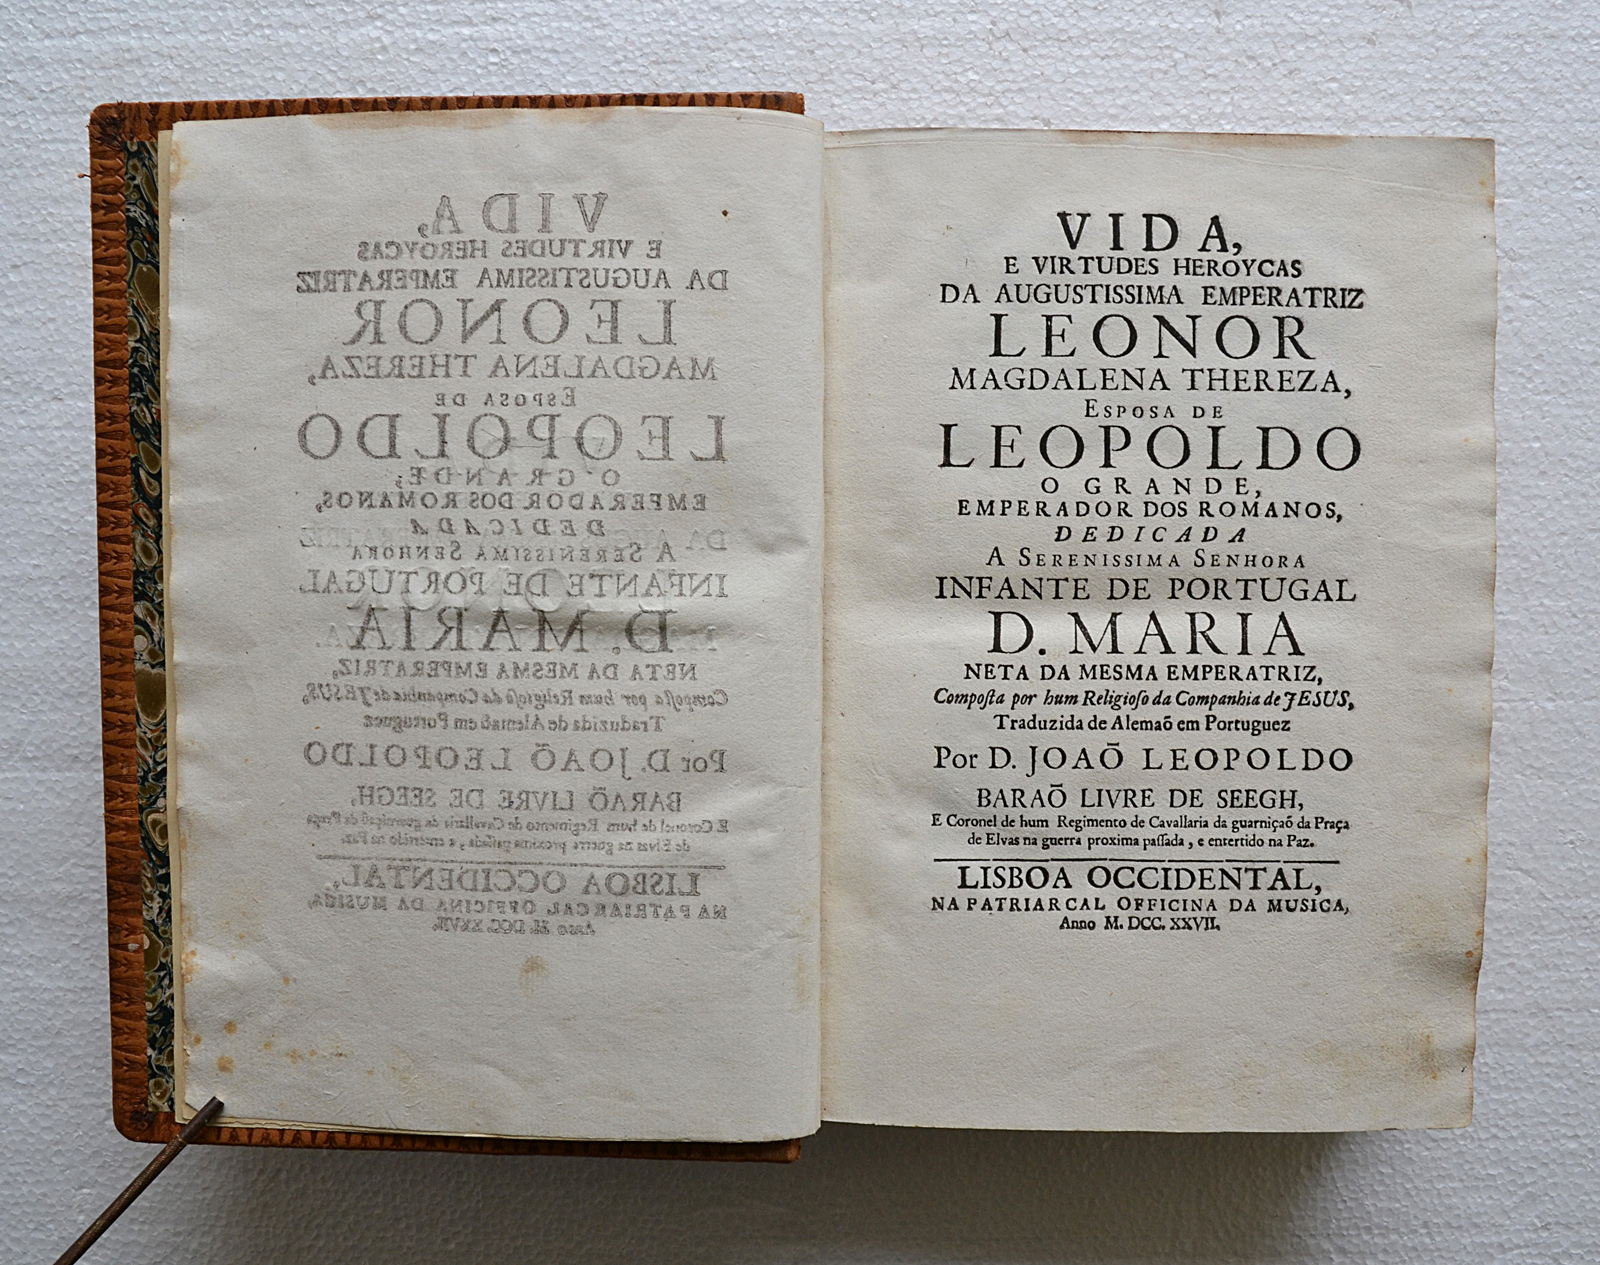 VIDA,
E VIRTUDES HEROYCAS
DA AUGUSTISSIMA EMPERATRIZ
LEONOR
MAGDALENA THEREZA,
ESPOSA DE
LEOPOLDO
O GRANDE,
EMPERADOR DOS ROMANOS,
DEDICADA
A SERENISSIMA SENHORA
INFANTE DE PORTUGAL
D. MARIA
NETA DA MESMA EMPERATRIZ,
Compoſta por hum Religioſo da Companhia de JESUS,
Traduzida de Alemaõ em Portuguez
Por D. JOAÕ LEOPOLDO
BARAÕ LIVRE DE SEEGH,
E Coronel de hum Regimento de Cavallaria da guarniçaõ da Praça
de Elvas na guerra proxima paſſada, e entertido na Paz.
LISBOA OCCIDENTAL,
NA PATRIARCAL OFFICINA DA MUSICA,
Anno M. DCC. XXVII.